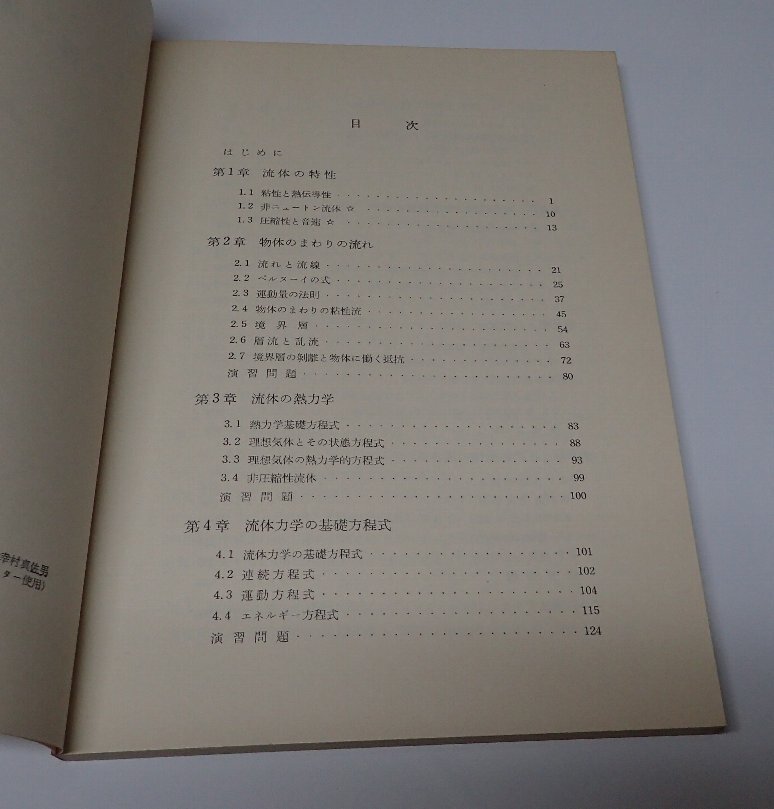 目 次
はじめに
第1章 流体の特性
1.1 粘性と熱伝導性 1
1.2 非ニュートン流体 ☆ 10
1.3 圧縮性と音速 ☆ 13
第2章 物体のまわりの流れ
2.1 流れと流線 21
2.2 ベルヌーイの式 25
2.3 運動量の法則 37
2.4 物体のまわりの粘性流 45
2.5 境界層 54
2.6 層流と乱流 63
2.7 境界層の剝離と物体に働く抵抗 72
演習問題 80
第3章 流体の熱力学
3.1 熱力学基礎方程式 83
3.2 理想気体とその状態方程式 88
3.3 理想気体の熱力学的方程式 93
3.4 非圧縮性流体 99
演習問題 100
第4章 流体力学の基礎方程式
4.1 流体力学の基礎方程式 101
4.2 連続方程式 102
4.3 運動方程式 104
4.4 エネルギー方程式 115
演習問題 124
幸村真佐男
ター使用)